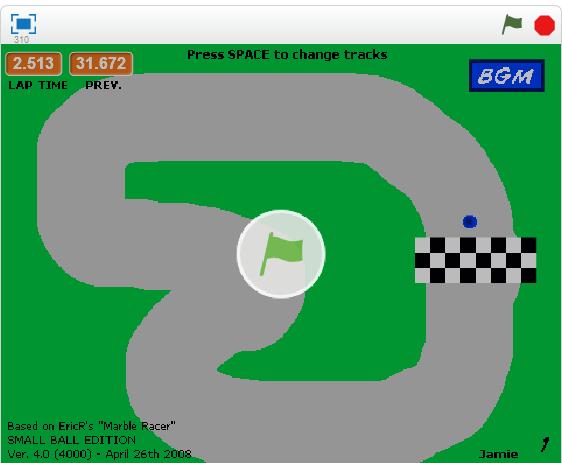 310
Press SPACE to change tracks
2.513 31.672
LAP TIME PREV.
BGM
Based on EricR's "Marble Racer"
SMALL BALL EDITION
Ver. 4.0 (4000) - April 26th 2008
Jamie